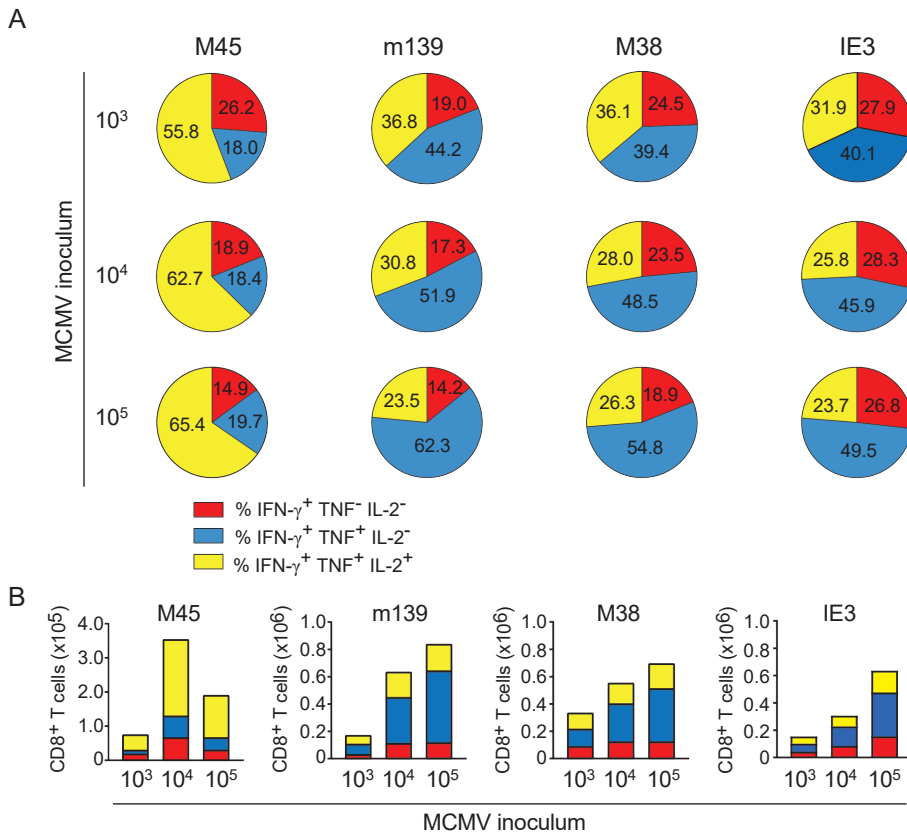 A
M45 m139 M38 IE3
MCMV inoculum
10³
26.2 18.0 55.8
19.0 44.2 36.8
24.5 39.4 36.1
27.9 40.1 31.9
10⁴
18.9 18.4 62.7
17.3 51.9 30.8
23.5 48.5 28.0
28.3 45.9 25.8
10⁵
14.9 19.7 65.4
14.2 62.3 23.5
18.9 54.8 26.3
26.8 49.5 23.7
% IFN-γ⁺ TNF⁻ IL-2⁻
% IFN-γ⁺ TNF⁺ IL-2⁻
% IFN-γ⁺ TNF⁺ IL-2⁺
B
M45
CD8⁺ T cells (x10⁵)
4.0
3.0
2.0
1.0
0
10³ 10⁴ 10⁵
m139
CD8⁺ T cells (x10⁶)
1.0
0.8
0.6
0.4
0.2
0
10³ 10⁴ 10⁵
M38
CD8⁺ T cells (x10⁶)
1.0
0.8
0.6
0.4
0.2
0
10³ 10⁴ 10⁵
IE3
CD8⁺ T cells (x10⁶)
1.0
0.8
0.6
0.4
0.2
0
10³ 10⁴ 10⁵
MCMV inoculum